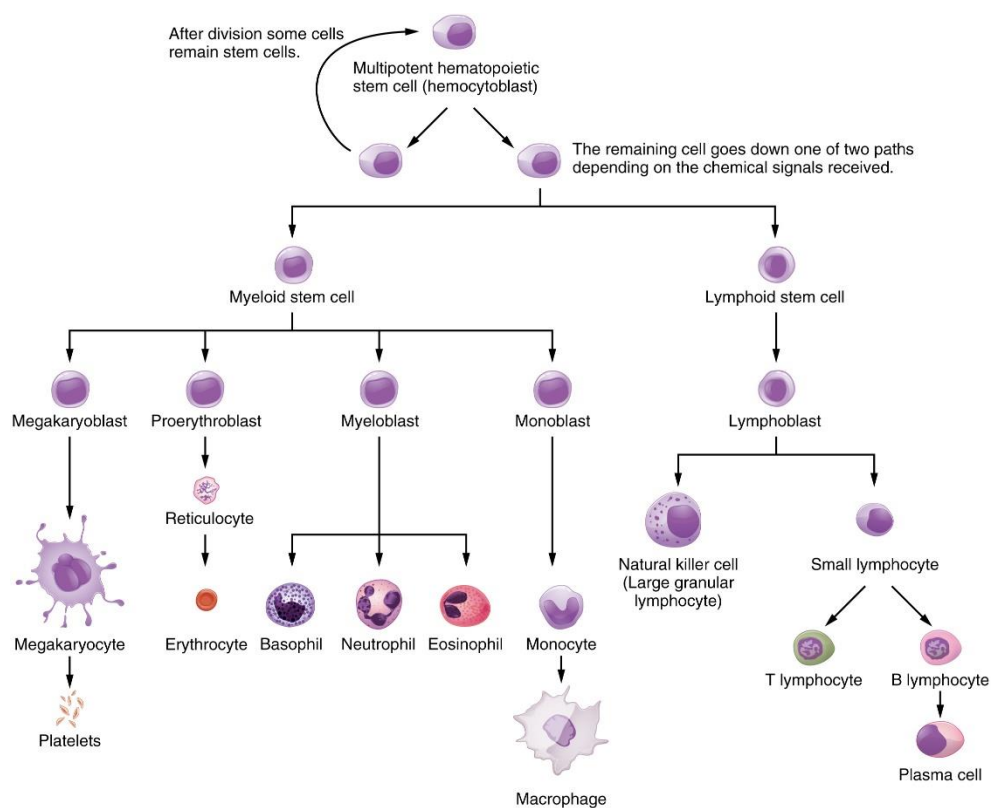 After division some cells
remain stem cells.
Multipotent hematopoietic
stem cell (hemocytoblast)
The remaining cell goes down one of two paths
depending on the chemical signals received.
Myeloid stem cell
Lymphoid stem cell
Megakaryoblast
Proerythroblast
Myeloblast
Monoblast
Lymphoblast
Reticulocyte
Natural killer cell
(Large granular
lymphocyte)
Small lymphocyte
Megakaryocyte
Erythrocyte
Basophil
Neutrophil
Eosinophil
Monocyte
T lymphocyte
B lymphocyte
Platelets
Macrophage
Plasma cell